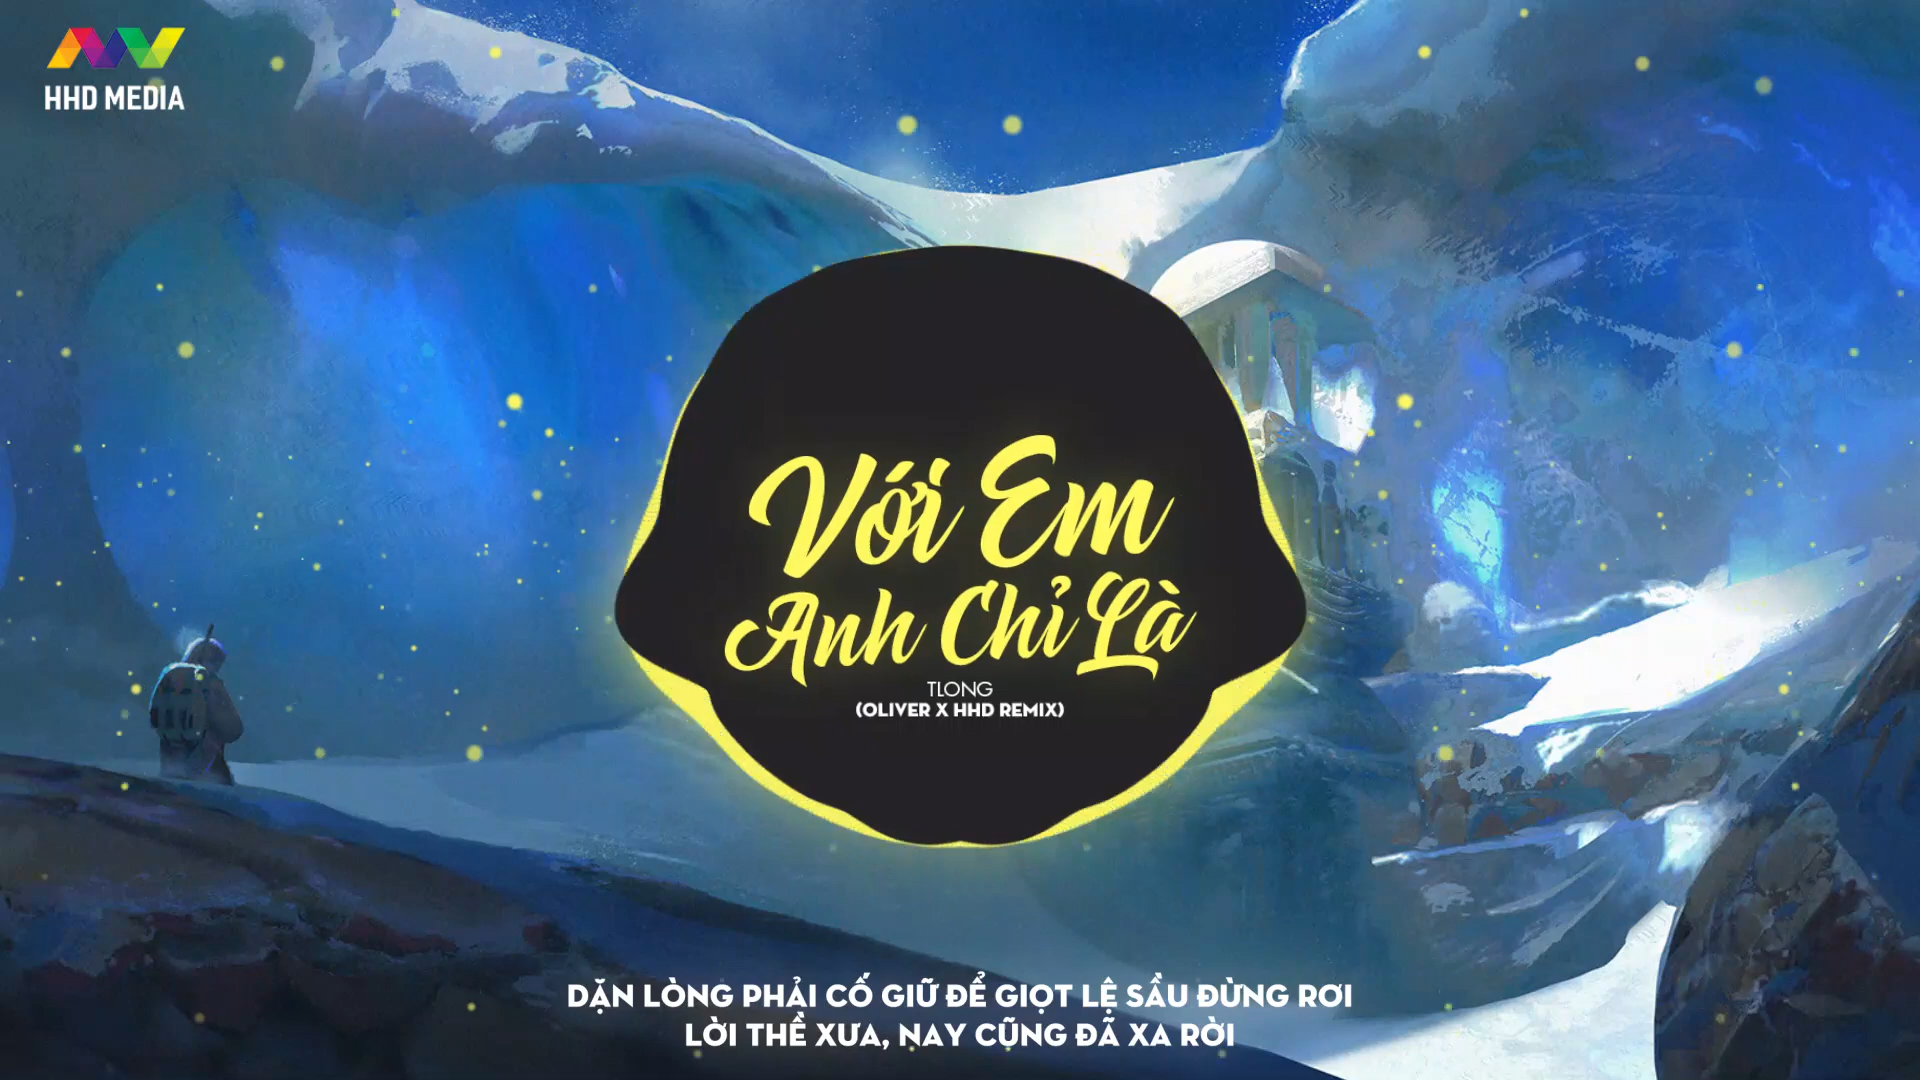 HHD MEDIA
Với Em
Anh Chỉ Là
TLONG
(OLIVER X HHD REMIX)
DẶN LÒNG PHẢI CỐ GIỮ ĐỂ GIỌT LỆ SẦU ĐỪNG RƠI
LỜI THỀ XƯA, NAY CŨNG ĐÃ XA RỜI